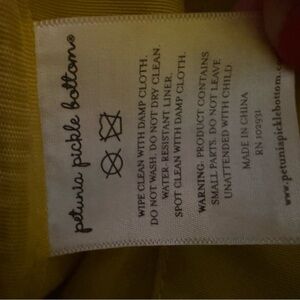 petunia pickle bottom®
WIPE CLEAN WITH DAMP CLOTH.
DO NOT WASH. DO NOT DRY CLEAN.
WATER-RESISTANT LINER.
SPOT CLEAN WITH DAMP CLOTH.
WARNING: PRODUCT CONTAINS
SMALL PARTS. DO NOT LEAVE
UNATTENDED WITH CHILD
MADE IN CHINA
RN 109931
www.petuniapicklebottom.c